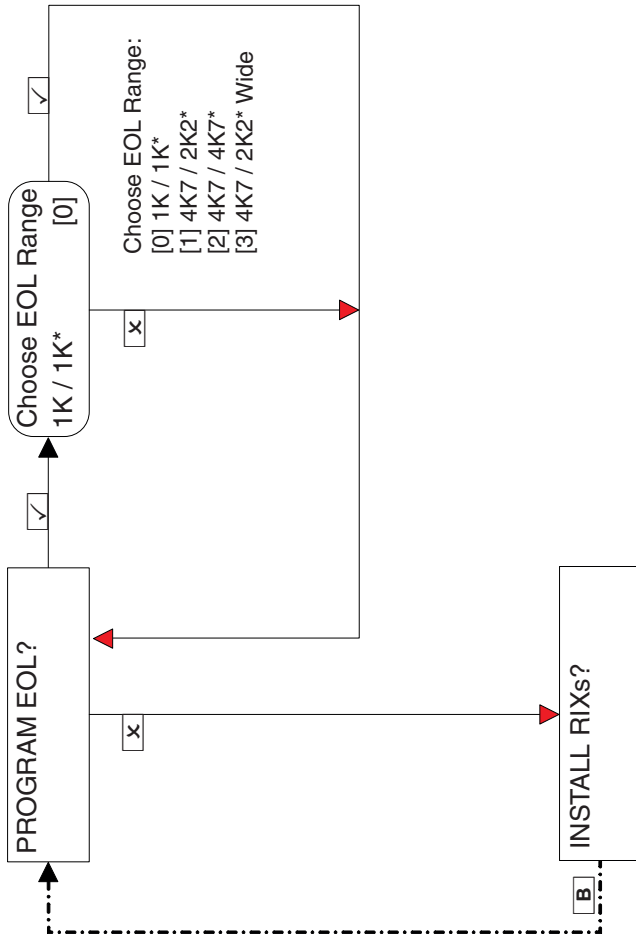 PROGRAM EOL?
✓
Choose EOL Range
1K / 1K* [0]
✓
x
x
Choose EOL Range:
[0] 1K / 1K*
[1] 4K7 / 2K2*
[2] 4K7 / 4K7*
[3] 4K7 / 2K2* Wide
B
INSTALL RIXs?